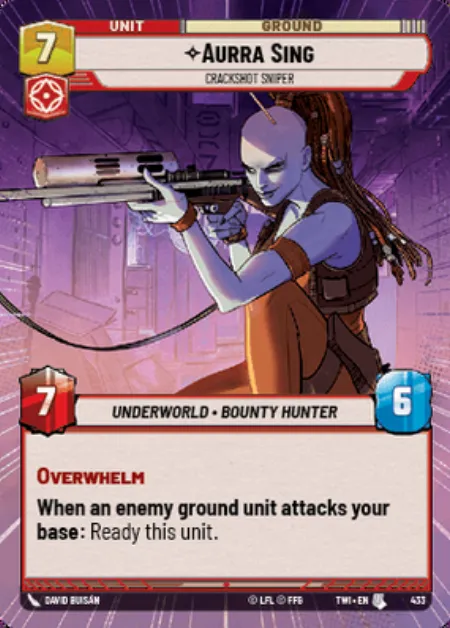 UNIT
GROUND
7
✧AURRA SING
CRACKSHOT SNIPER
7
UNDERWORLD • BOUNTY HUNTER
6
OVERWHELM
When an enemy ground unit attacks your
base: Ready this unit.
DAVID BUISÁN
© LFL © FFG
TWI • EN
433